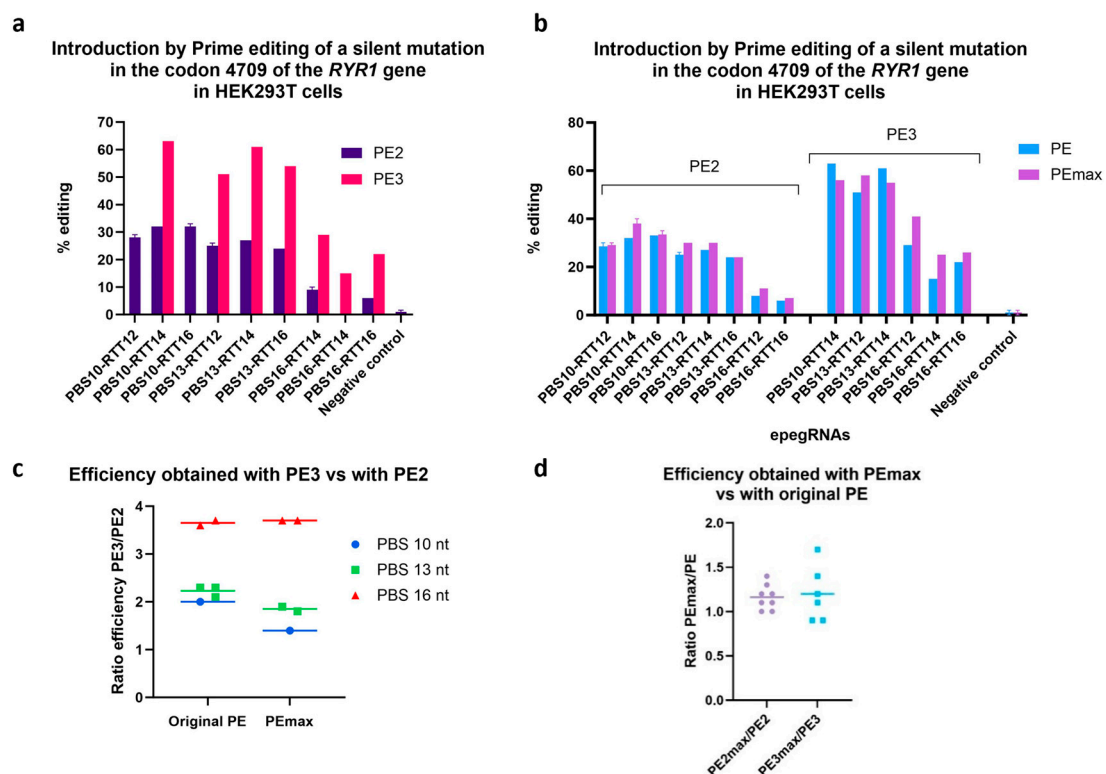 a
Introduction by Prime editing of a silent mutation
in the codon 4709 of the RYR1 gene
in HEK293T cells
% editing
70
60
50
40
30
20
10
0
PE2
PE3
PBS10-RTT12
PBS10-RTT14
PBS10-RTT16
PBS13-RTT12
PBS13-RTT14
PBS13-RTT16
PBS16-RTT14
PBS16-RTT14
PBS16-RTT16
Negative control
b
Introduction by Prime editing of a silent mutation
in the codon 4709 of the RYR1 gene
in HEK293T cells
% editing
80
60
40
20
0
PE2
PE3
PE
PEmax
PBS10-RTT12
PBS10-RTT14
PBS10-RTT16
PBS13-RTT12
PBS13-RTT14
PBS13-RTT16
PBS16-RTT12
PBS16-RTT16
PBS10-RTT14
PBS13-RTT12
PBS13-RTT14
PBS16-RTT12
PBS16-RTT14
PBS16-RTT16
Negative control
epegRNAs
c
Efficiency obtained with PE3 vs with PE2
Ratio efficiency PE3/PE2
4
3
2
1
0
Original PE
PEmax
PBS 10 nt
PBS 13 nt
PBS 16 nt
d
Efficiency obtained with PEmax
vs with original PE
Ratio PEmax/PE
2.0
1.5
1.0
0.5
0.0
PE2max/PE2
PE3max/PE3